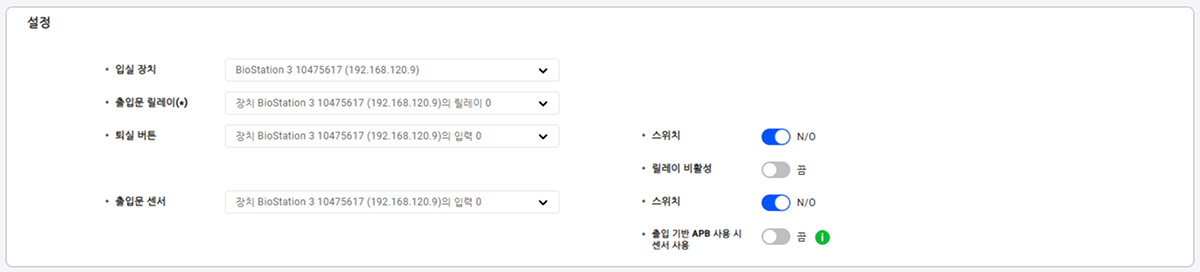 설정
입실 장치
BioStation 3 10475617 (192.168.120.9)
출입문 릴레이(*)
장치 BioStation 3 10475617 (192.168.120.9)의 릴레이 0
퇴실 버튼
장치 BioStation 3 10475617 (192.168.120.9)의 입력 0
스위치
N/O
릴레이 비활성
끔
출입문 센서
장치 BioStation 3 10475617 (192.168.120.9)의 입력 0
스위치
N/O
출입 기반 APB 사용 시
센서 사용
끔
i